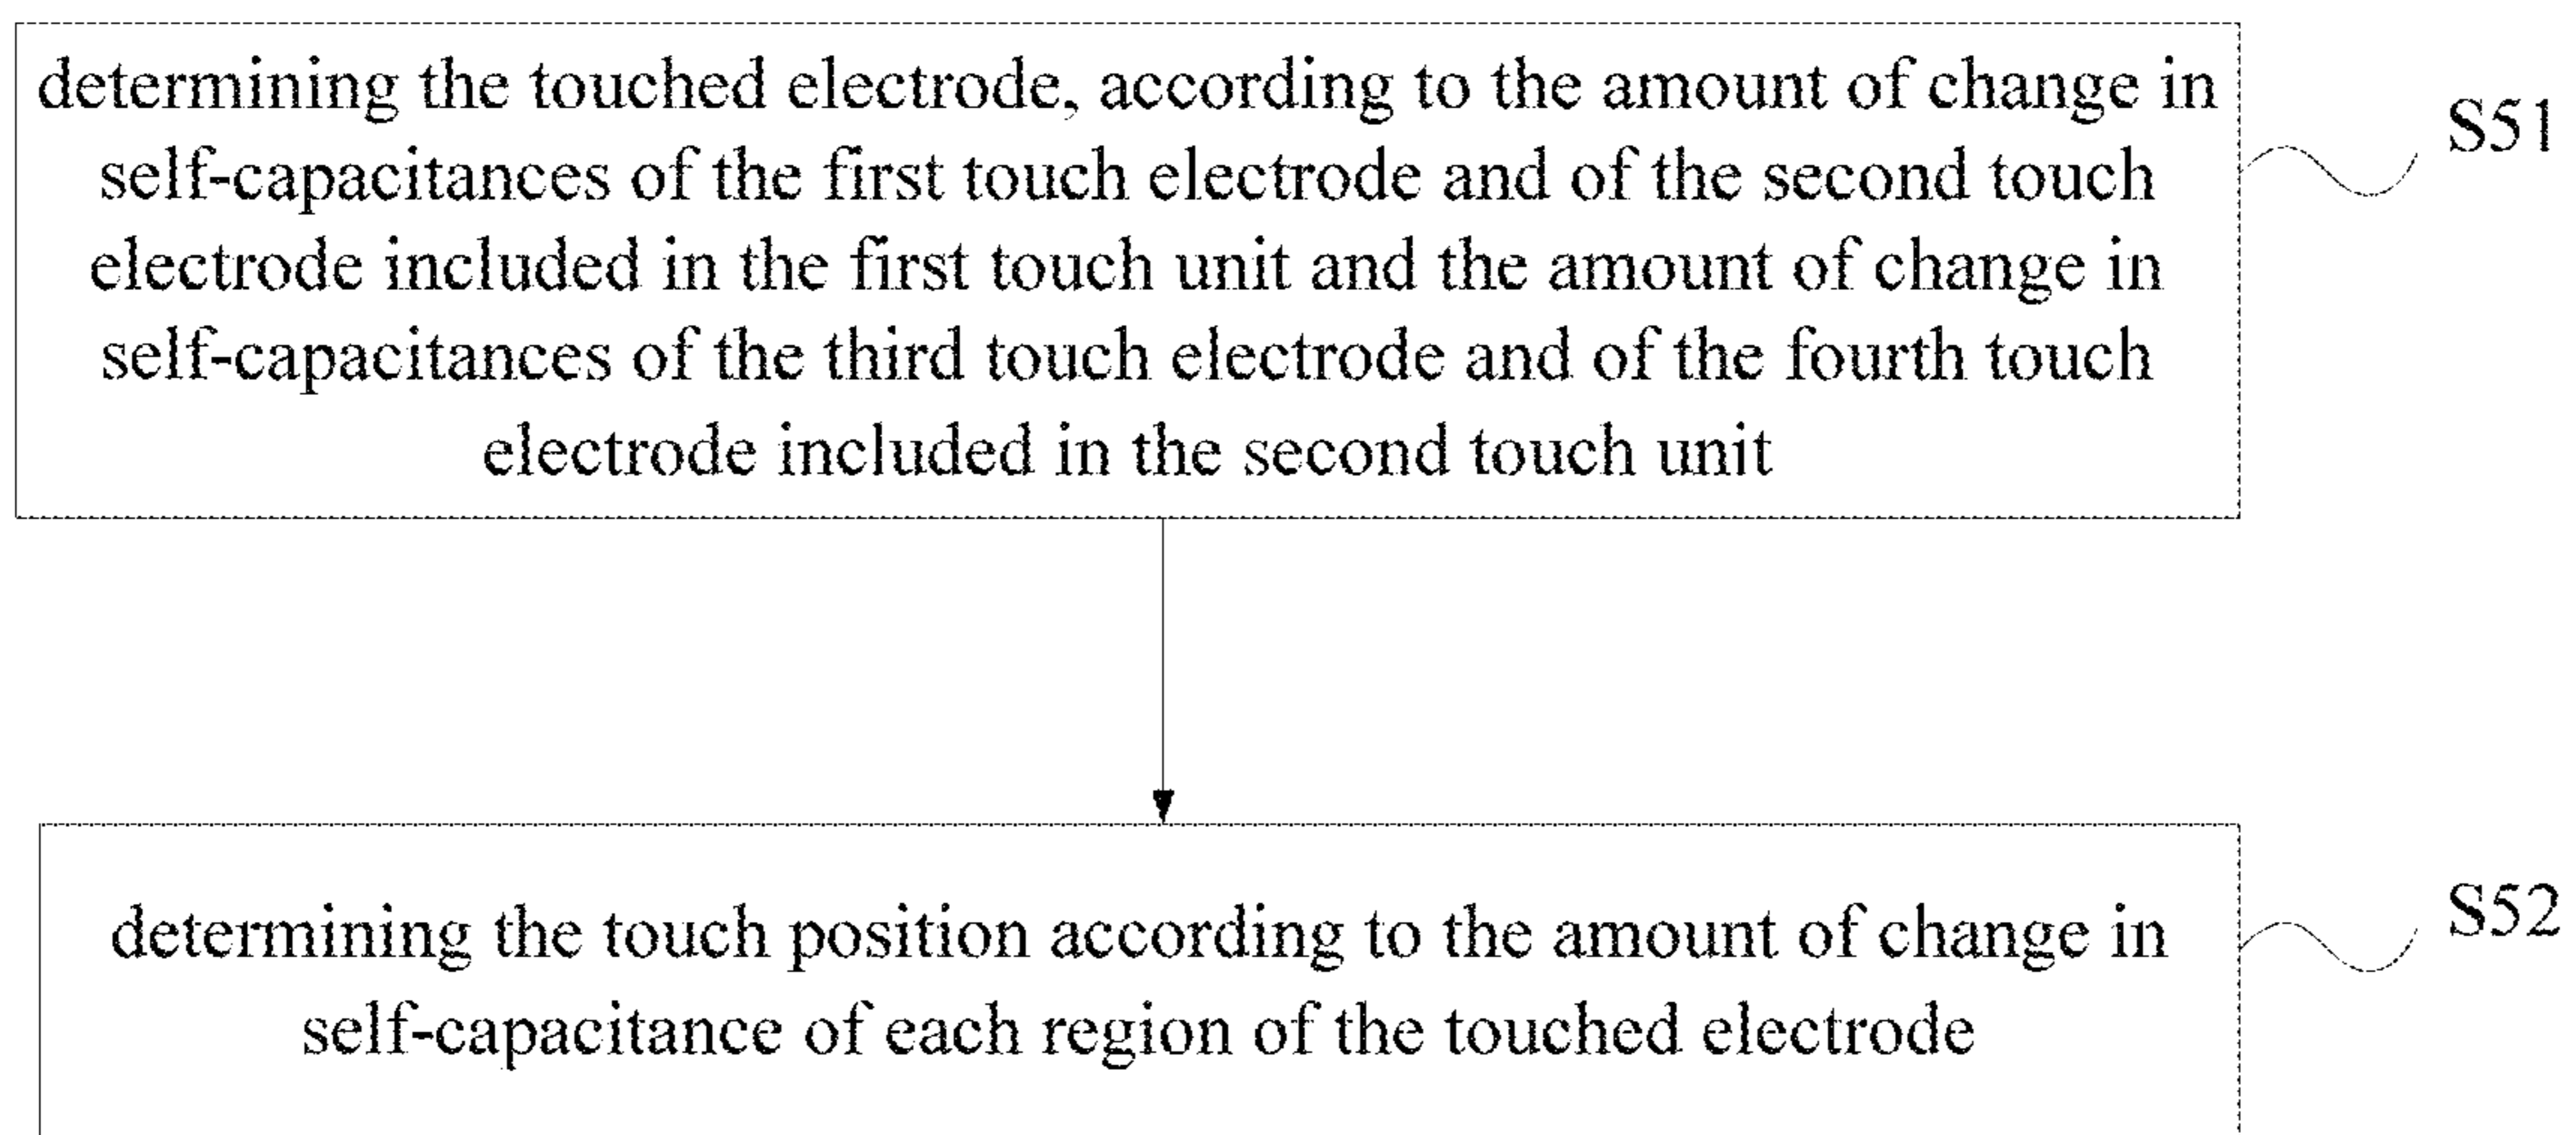 determining the touched electrode, according to the amount of change in
self-capacitances of the first touch electrode and of the second touch
electrode included in the first touch unit and the amount of change in
self-capacitances of the third touch electrode and of the fourth touch
electrode included in the second touch unit
S51
determining the touch position according to the amount of change in
self-capacitance of each region of the touched electrode
S52